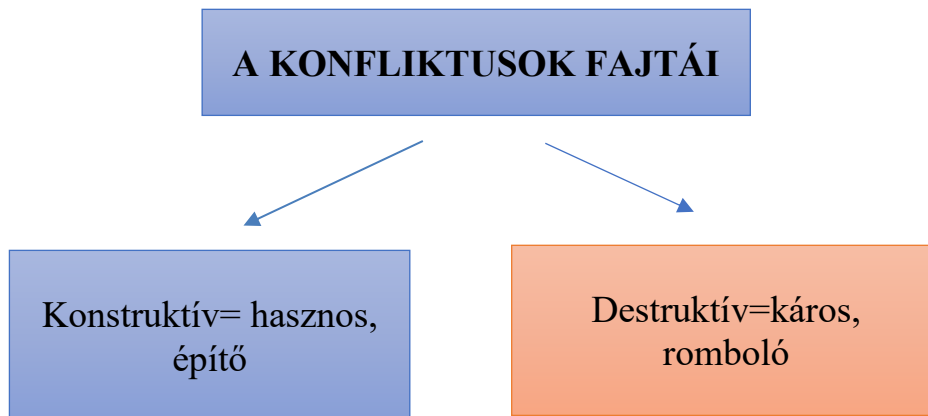 A KONFLIKTUSOK FAJTÁI
Konstruktív= hasznos,
építő
Destruktív=káros,
romboló